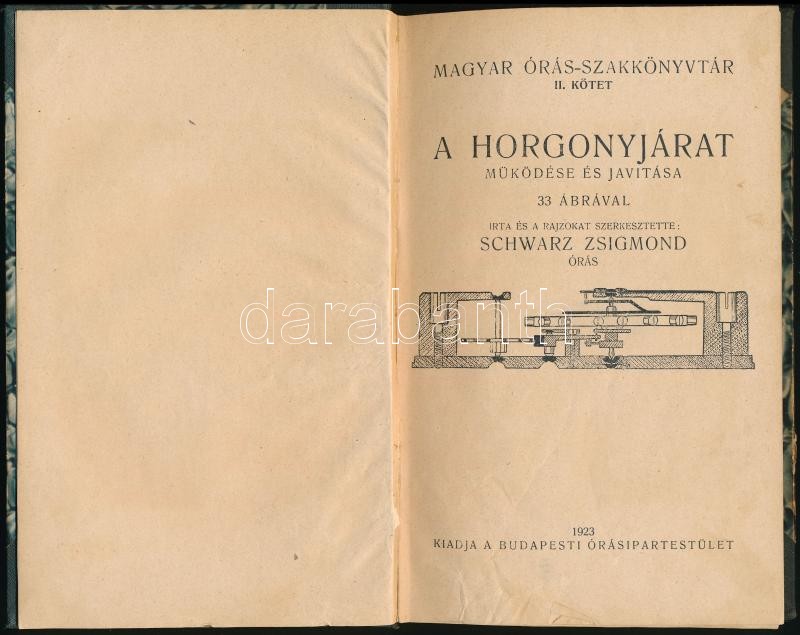 MAGYAR ÓRÁS-SZAKKÖNYVTÁR
II. KÖTET
A HORGONYJÁRAT
MŰKÖDÉSE ÉS JAVITÁSA
33 ÁBRÁVAL
IRTA ÉS A RAJZOKAT SZERKESZTETTE:
SCHWARZ ZSIGMOND
ÓRÁS
darabanth
1923
KIADJA A BUDAPESTI ÓRÁSIPARTESTÜLET